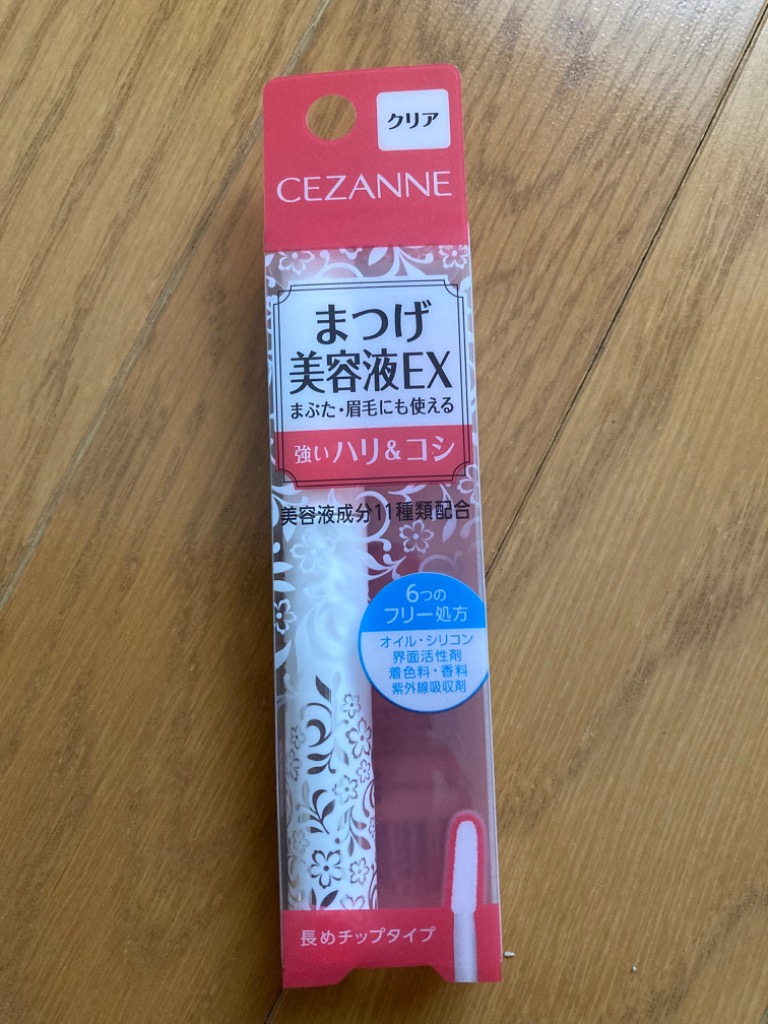 クリア
CEZANNE
まつげ
美容液EX
まぶた・眉毛にも使える
強いハリ&コシ
美容液成分11種類配合
6つの
フリー処方
オイル・シリコン
界面活性剤
着色料・香料
紫外線吸収剤
長めチップタイプ